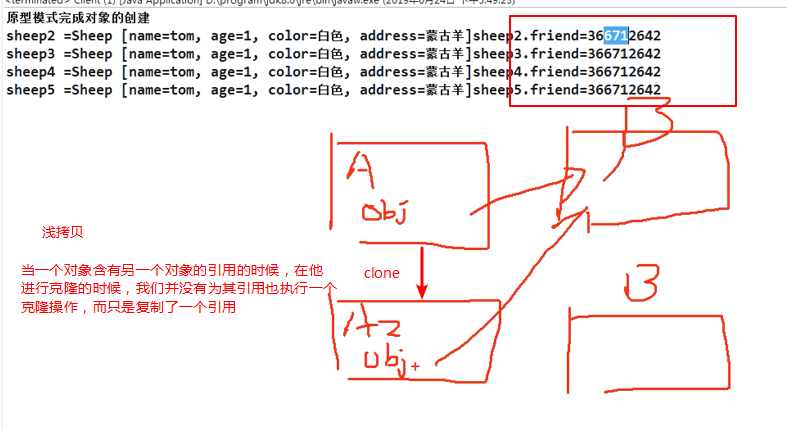 <terminated> Client (1) [Java Application] D:\program\jdk8.0\jre\bin\javaw.exe (2019年8月24日 下午5:49:25)
原型模式完成对象的创建
sheep2 =Sheep [name=tom, age=1, color=白色, address=蒙古羊]sheep2.friend=366712642
sheep3 =Sheep [name=tom, age=1, color=白色, address=蒙古羊]sheep3.friend=366712642
sheep4 =Sheep [name=tom, age=1, color=白色, address=蒙古羊]sheep4.friend=366712642
sheep5 =Sheep [name=tom, age=1, color=白色, address=蒙古羊]sheep5.friend=366712642
B
A
obj
浅拷贝
当一个对象含有另一个对象的引用的时候，在他
进行克隆的时候，我们并没有为其引用也执行一个
克隆操作，而只是复制了一个引用
clone
B
A2
obj